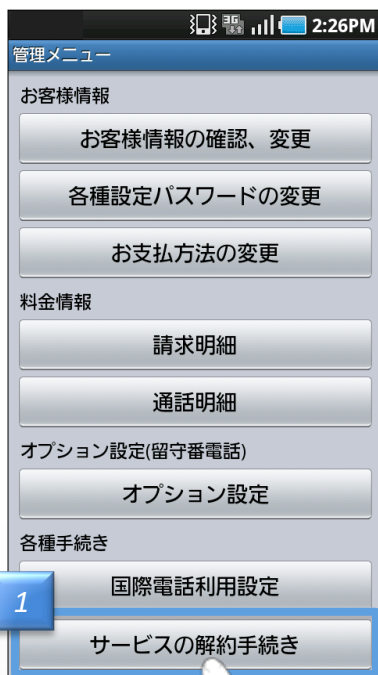 3G 2:26PM
管理メニュー
お客様情報
お客様情報の確認、変更
各種設定パスワードの変更
お支払方法の変更
料金情報
請求明細
通話明細
オプション設定(留守番電話)
オプション設定
各種手続き
国際電話利用設定
1
サービスの解約手続き